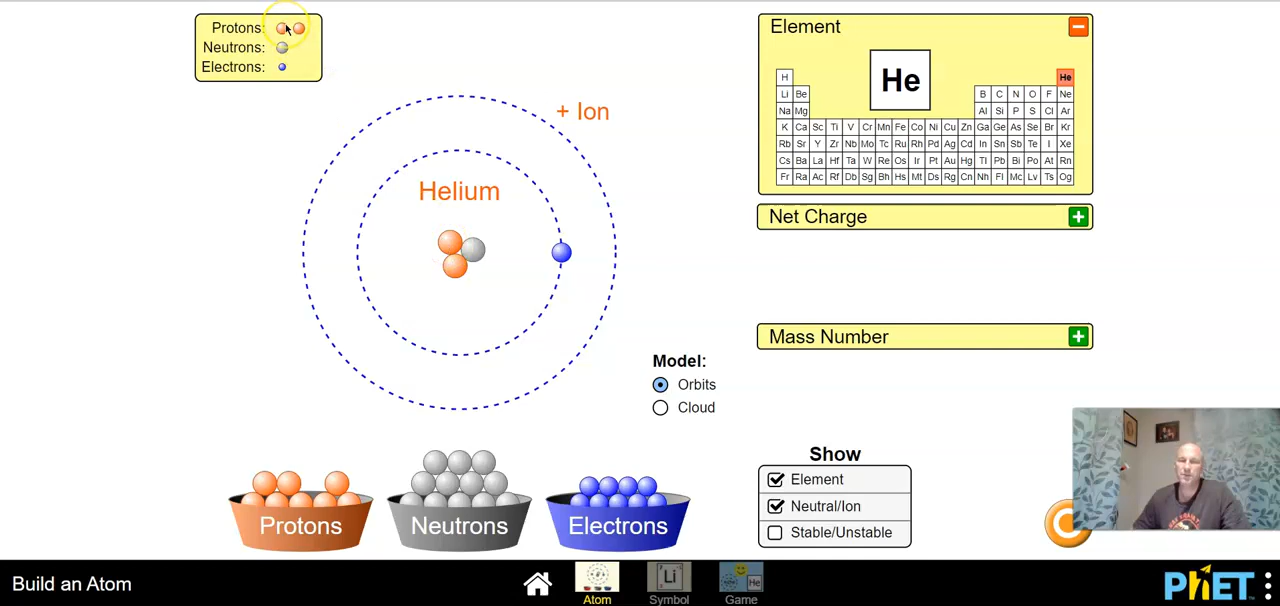 Protons:
Neutrons:
Electrons:
+ Ion
Helium
Element
He
H He
Li Be B C N O F Ne
Na Mg Al Si P S Cl Ar
K Ca Sc Ti V Cr Mn Fe Co Ni Cu Zn Ga Ge As Se Br Kr
Rb Sr Y Zr Nb Mo Tc Ru Rh Pd Ag Cd In Sn Sb Te I Xe
Cs Ba La Hf Ta W Re Os Ir Pt Au Hg Tl Pb Bi Po At Rn
Fr Ra Ac Rf Db Sg Bh Hs Mt Ds Rg Cn Nh Fl Mc Lv Ts Og
Net Charge
Mass Number
Model:
Orbits
Cloud
Protons
Neutrons
Electrons
Show
Element
Neutral/Ion
Stable/Unstable
Build an Atom
Atom
Li
Symbol
He
Game
PhET